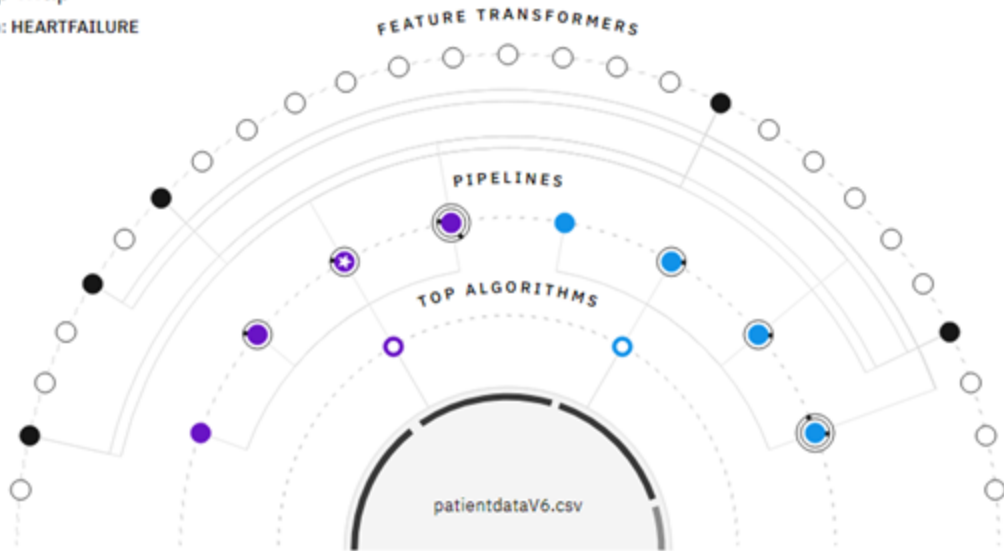 : HEARTFAILURE
FEATURE TRANSFORMERS
PIPELINES
TOP ALGORITHMS
patientdataV6.csv